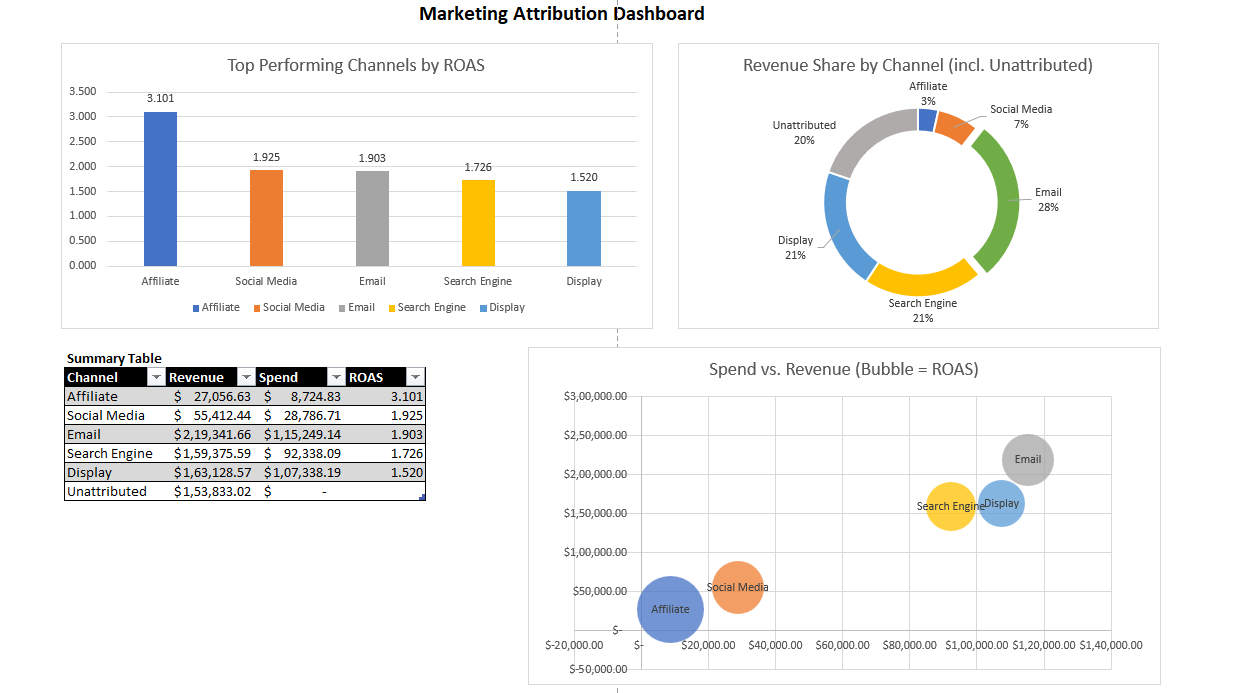 Marketing Attribution Dashboard
Top Performing Channels by ROAS
3.500
3.000
2.500
2.000
1.500
1.000
0.500
0.000
3.101
1.925
1.903
1.726
1.520
Affiliate Social Media Email Search Engine Display
Affiliate Social Media Email Search Engine Display
Revenue Share by Channel (incl. Unattributed)
Affiliate
3%
Social Media
7%
Email
28%
Search Engine
21%
Display
21%
Unattributed
20%
Summary Table
Channel Revenue Spend ROAS
Affiliate $ 27,056.63 $ 8,724.83 3.101
Social Media $ 55,412.44 $ 28,786.71 1.925
Email $2,19,341.66 $1,15,249.14 1.903
Search Engine $1,59,375.59 $ 92,338.09 1.726
Display $1,63,128.57 $1,07,338.19 1.520
Unattributed $1,53,833.02 $ -
Spend vs. Revenue (Bubble = ROAS)
$3,00,000.00
$2,50,000.00
$2,00,000.00
$1,50,000.00
$1,00,000.00
$50,000.00
$-
$-50,000.00
Email
Search Engine
Display
Social Media
Affiliate
$-20,000.00 $- $20,000.00 $40,000.00 $60,000.00 $80,000.00 $1,00,000.00 $1,20,000.00 $1,40,000.00